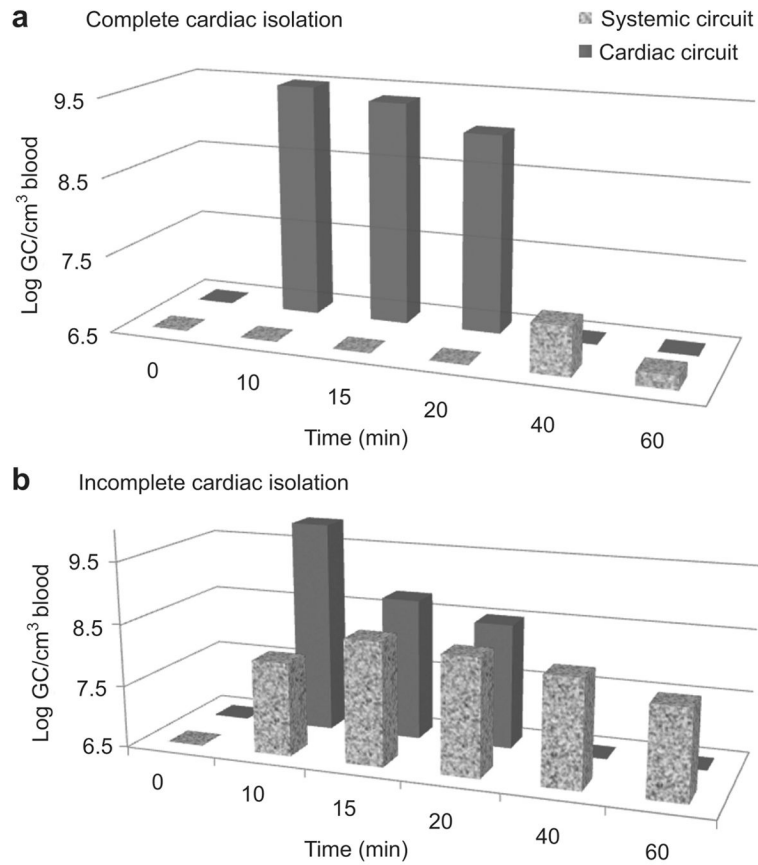 a Complete cardiac isolation
Systemic circuit
Cardiac circuit
Log GC/cm³ blood
9.5
8.5
7.5
6.5
0 10 15 20 40 60
Time (min)
b Incomplete cardiac isolation
Log GC/cm³ blood
9.5
8.5
7.5
6.5
0 10 15 20 40 60
Time (min)